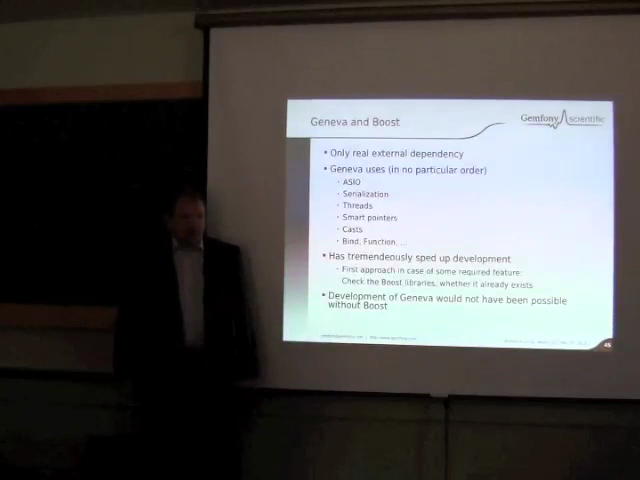 Geneva and Boost
Gemfony scientific
• Only real external dependency
• Geneva uses (in no particular order)
· ASIO
· Serialization
· Threads
· Smart pointers
· Casts
· Bind, Function, ...
• Has tremendeously sped up development
· First approach in case of some required feature:
Check the Boost libraries, whether it already exists
• Development of Geneva would not have been possible
without Boost